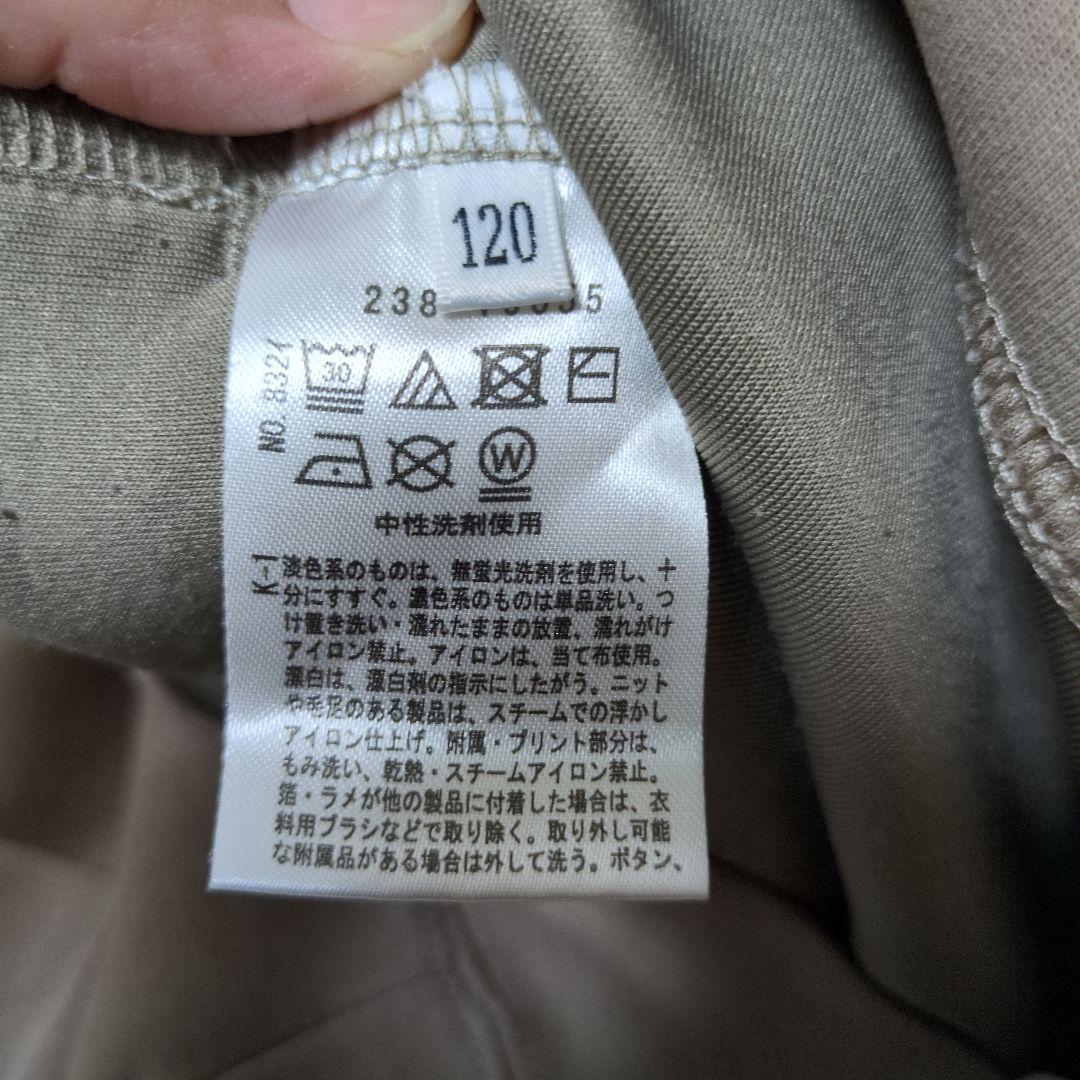 120
238
NO.8321
30
W
中性洗剤使用
K-1
淡色系のものは、無蛍光洗剤を使用し、十
分にすすぐ。濃色系のものは単品洗い。つ
け置き洗い・濡れたままの放置、濡れがけ
アイロン禁止。アイロンは、当て布使用。
漂白は、漂白剤の指示にしたがう。ニット
や毛足のある製品は、スチームでの浮かし
アイロン仕上げ。附属・プリント部分は、
もみ洗い、乾熱・スチームアイロン禁止。
箔・ラメが他の製品に付着した場合は、衣
料用ブラシなどで取り除く。取り外し可能
な附属品がある場合は外して洗う。ボタン、